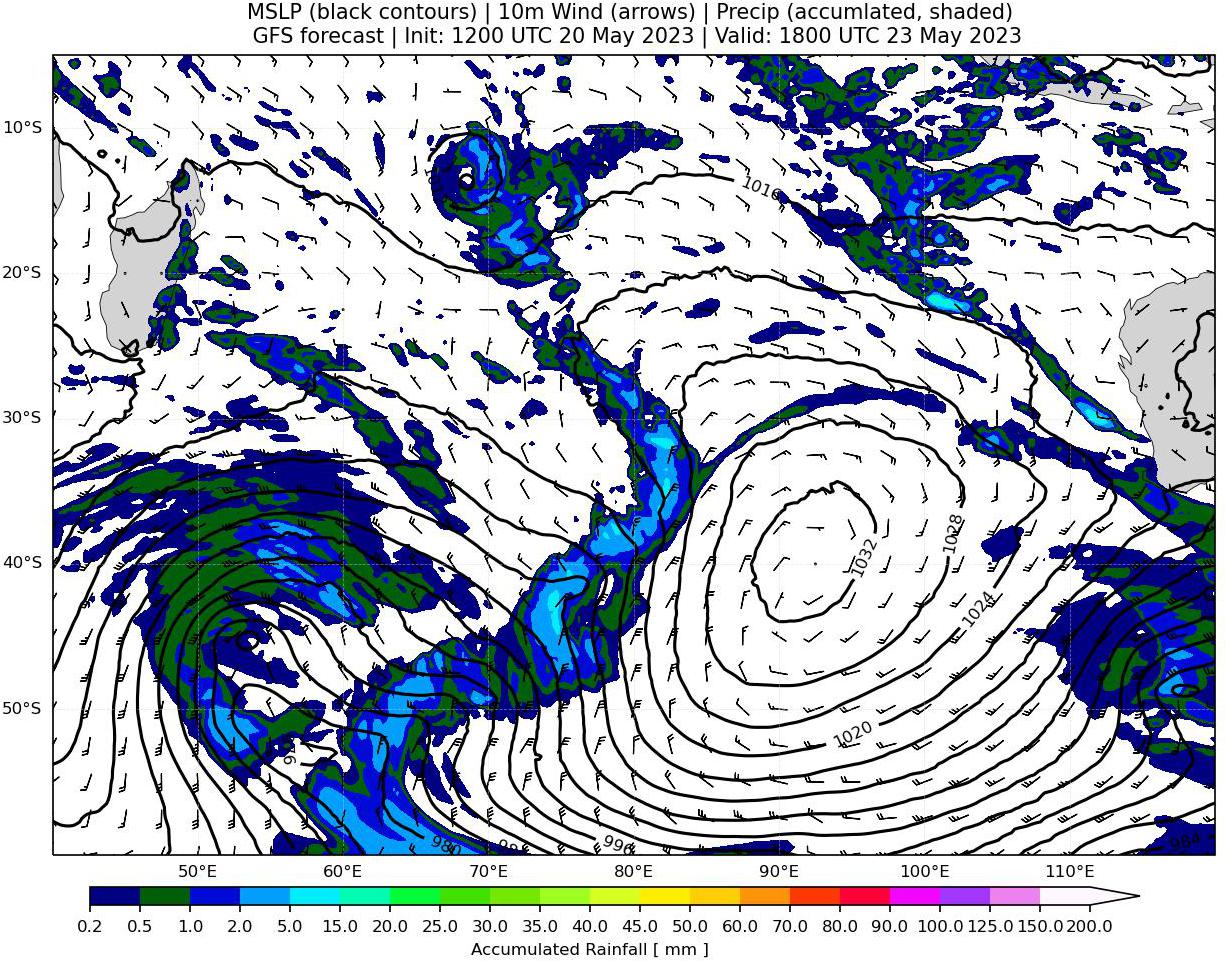 MSLP (black contours) | 10m Wind (arrows) | Precip (accumlated, shaded)
GFS forecast | Init: 1200 UTC 20 May 2023 | Valid: 1800 UTC 23 May 2023
10°S
1016
20°S
30°S
1028
1032
40°S
1024
50°S
1020
980
996
984
50°E 60°E 70°E 80°E 90°E 100°E 110°E
0.2 0.5 1.0 2.0 5.0 15.0 20.0 25.0 30.0 35.0 40.0 45.0 50.0 60.0 70.0 80.0 90.0 100.0 125.0 150.0 200.0
Accumulated Rainfall [ mm ]